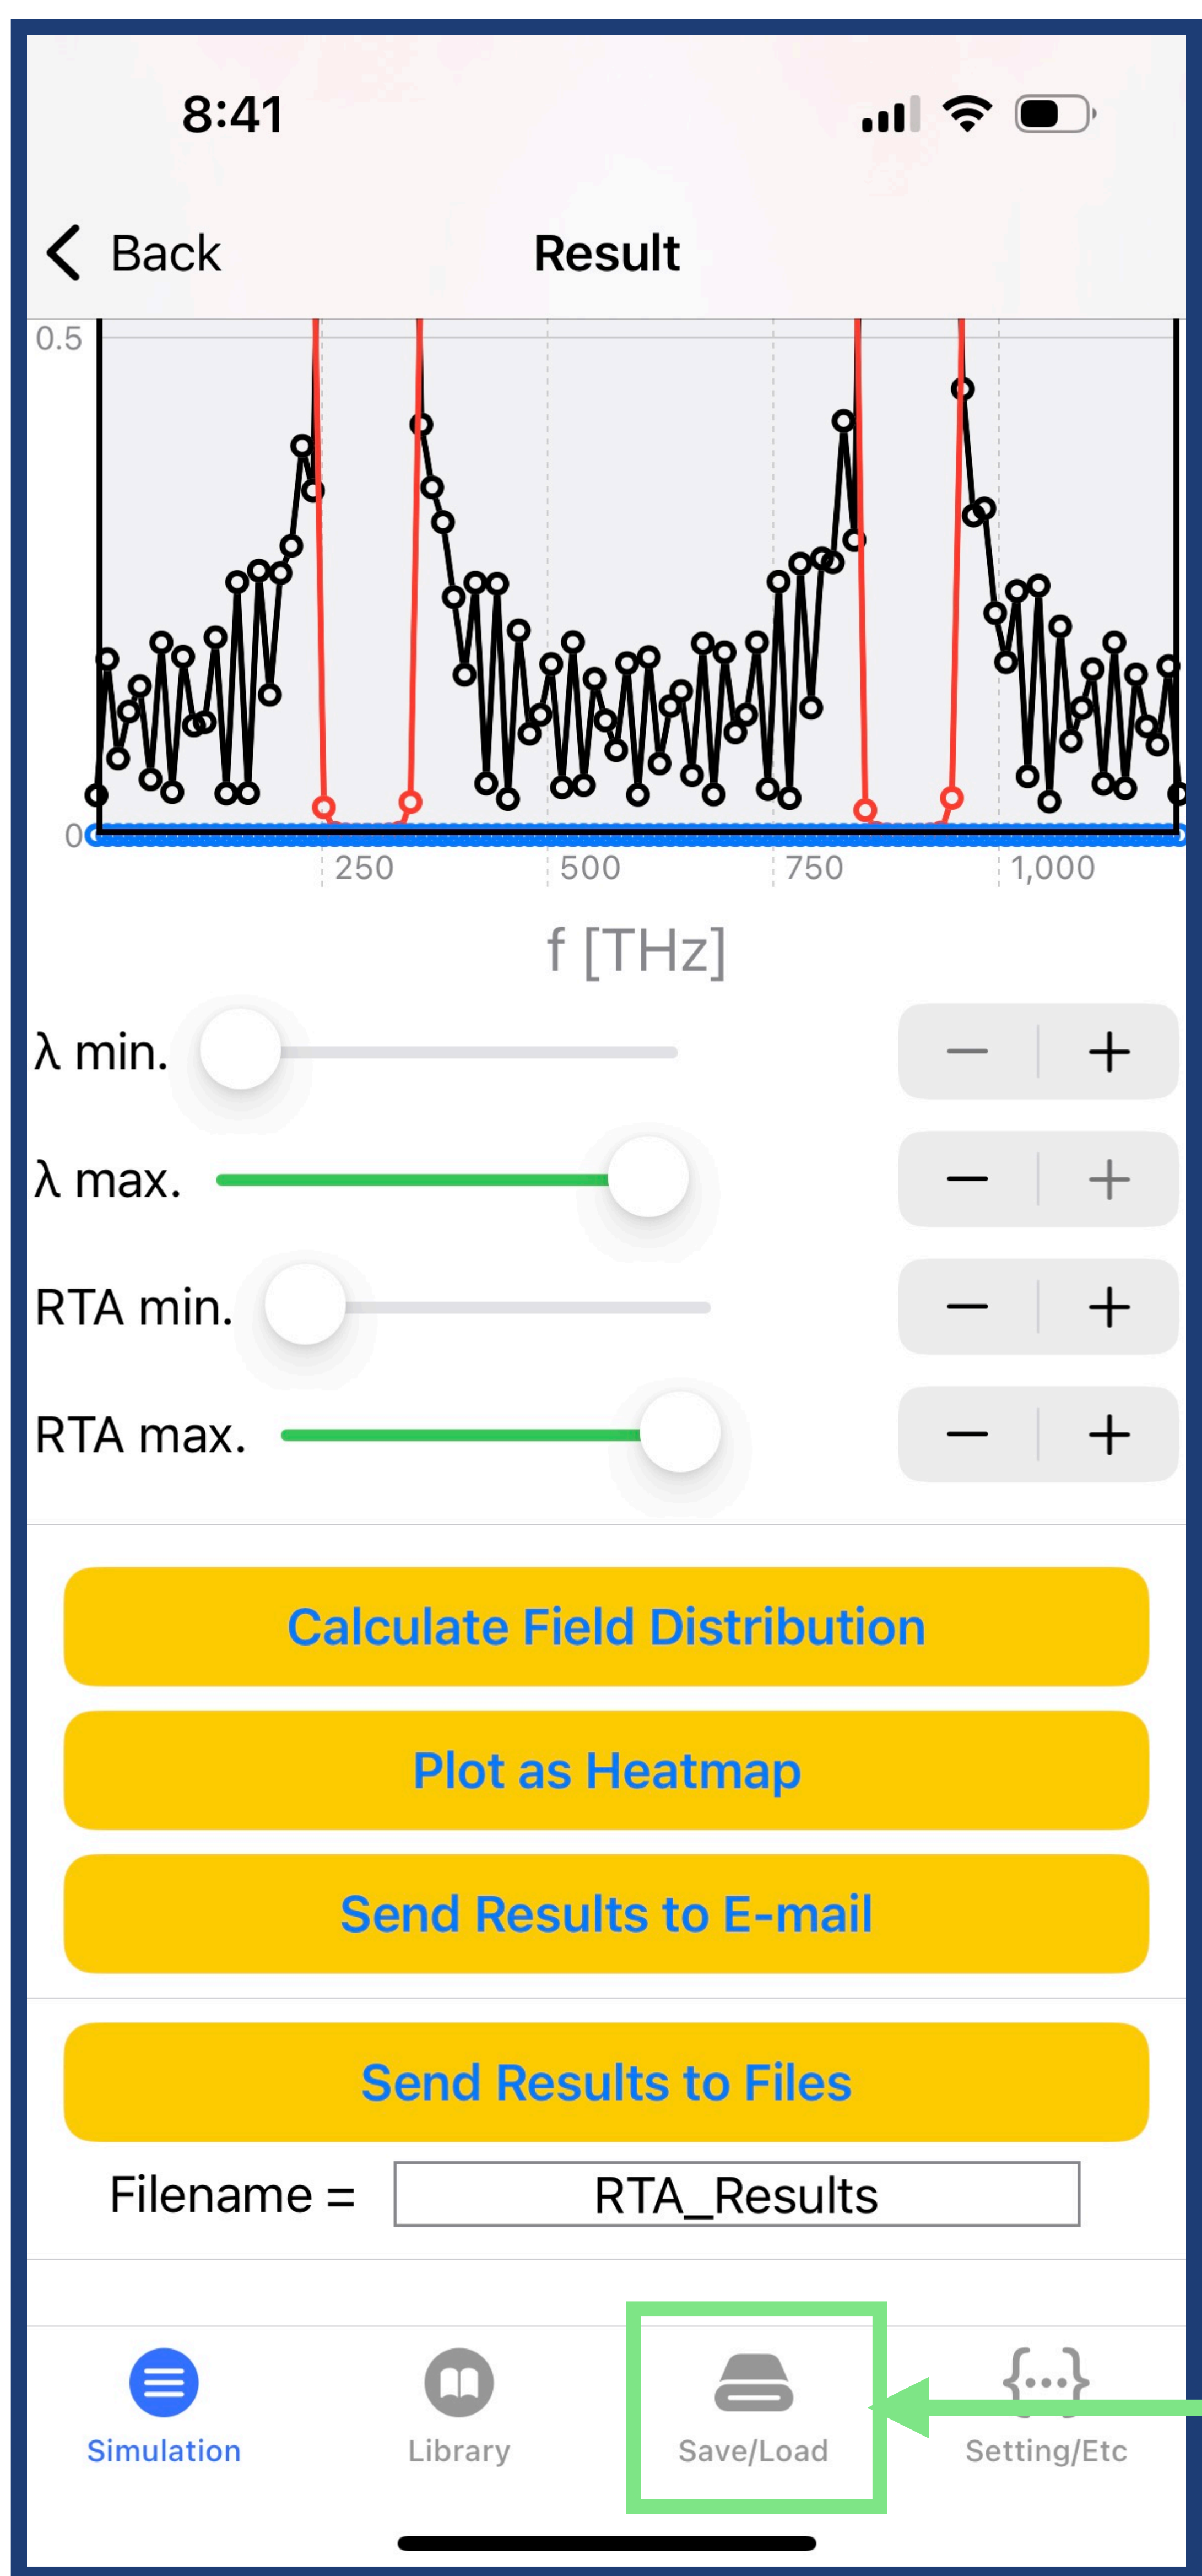 8:41
Back Result
0.5
0
250 500 750 1,000
f [THz]
λ min. − +
λ max. − +
RTA min. − +
RTA max. − +
Calculate Field Distribution
Plot as Heatmap
Send Results to E-mail
Send Results to Files
Filename = RTA_Results
{...}
Simulation Library Save/Load Setting/Etc